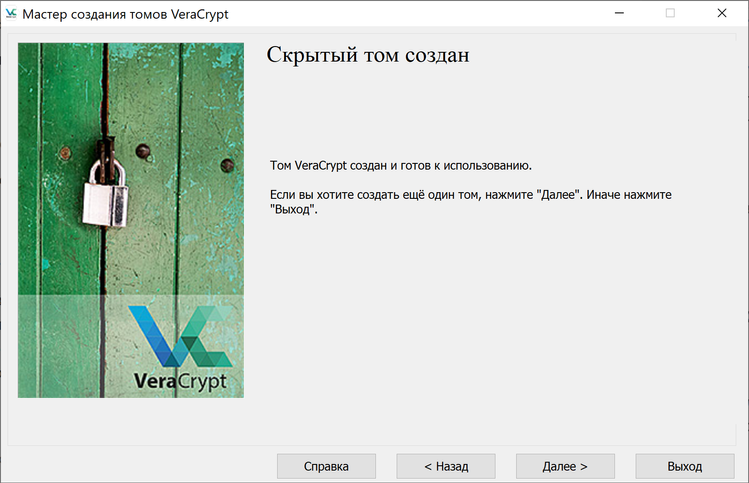 Мастер создания томов VeraCrypt
Скрытый том создан
Том VeraCrypt создан и готов к использованию.
Если вы хотите создать ещё один том, нажмите "Далее". Иначе нажмите
"Выход".
VeraCrypt
Справка
< Назад
Далее >
Выход